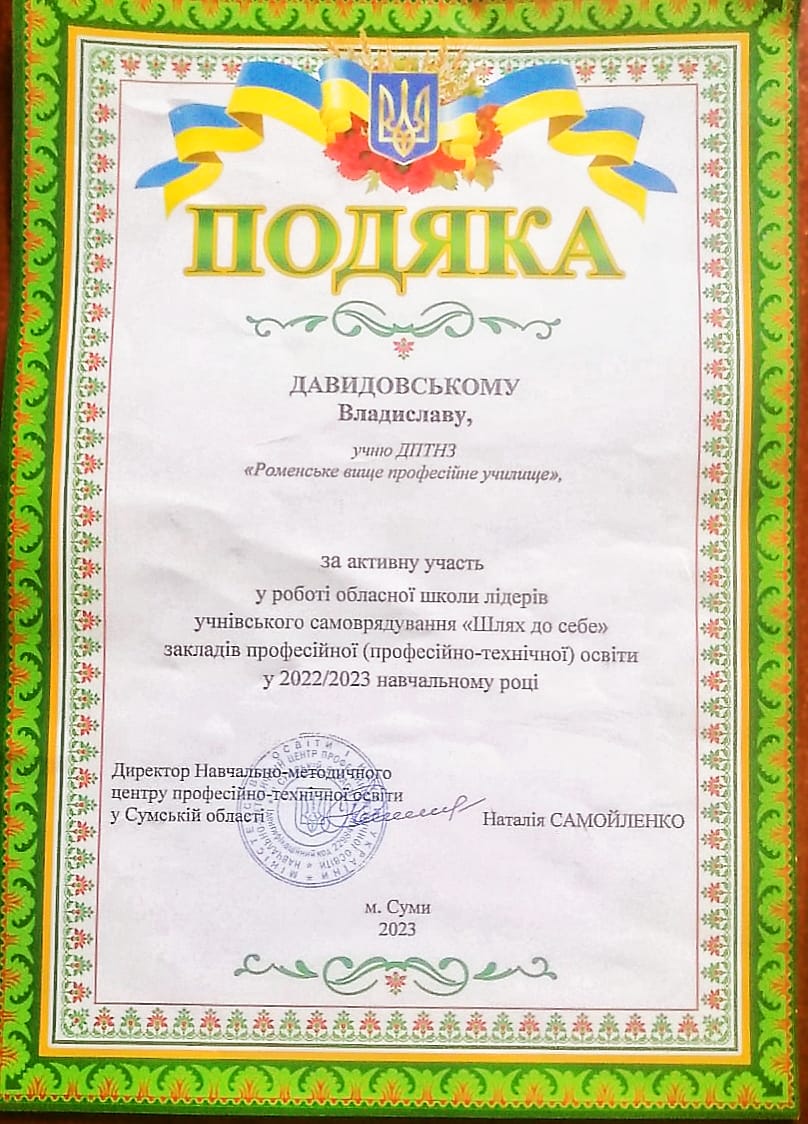 ПОДЯКА
ДАВИДОВСЬКОМУ
Владиславу,
учню ДПТНЗ
«Роменське вище професійне училище»,
за активну участь
у роботі обласної школи лідерів
учнівського самоврядування «Шлях до себе»
закладів професійної (професійно-технічної) освіти
у 2022/2023 навчальному році
Директор Навчально-методичного
центру професійно-технічної освіти
у Сумській області
Наталія САМОЙЛЕНКО
м. Суми
2023